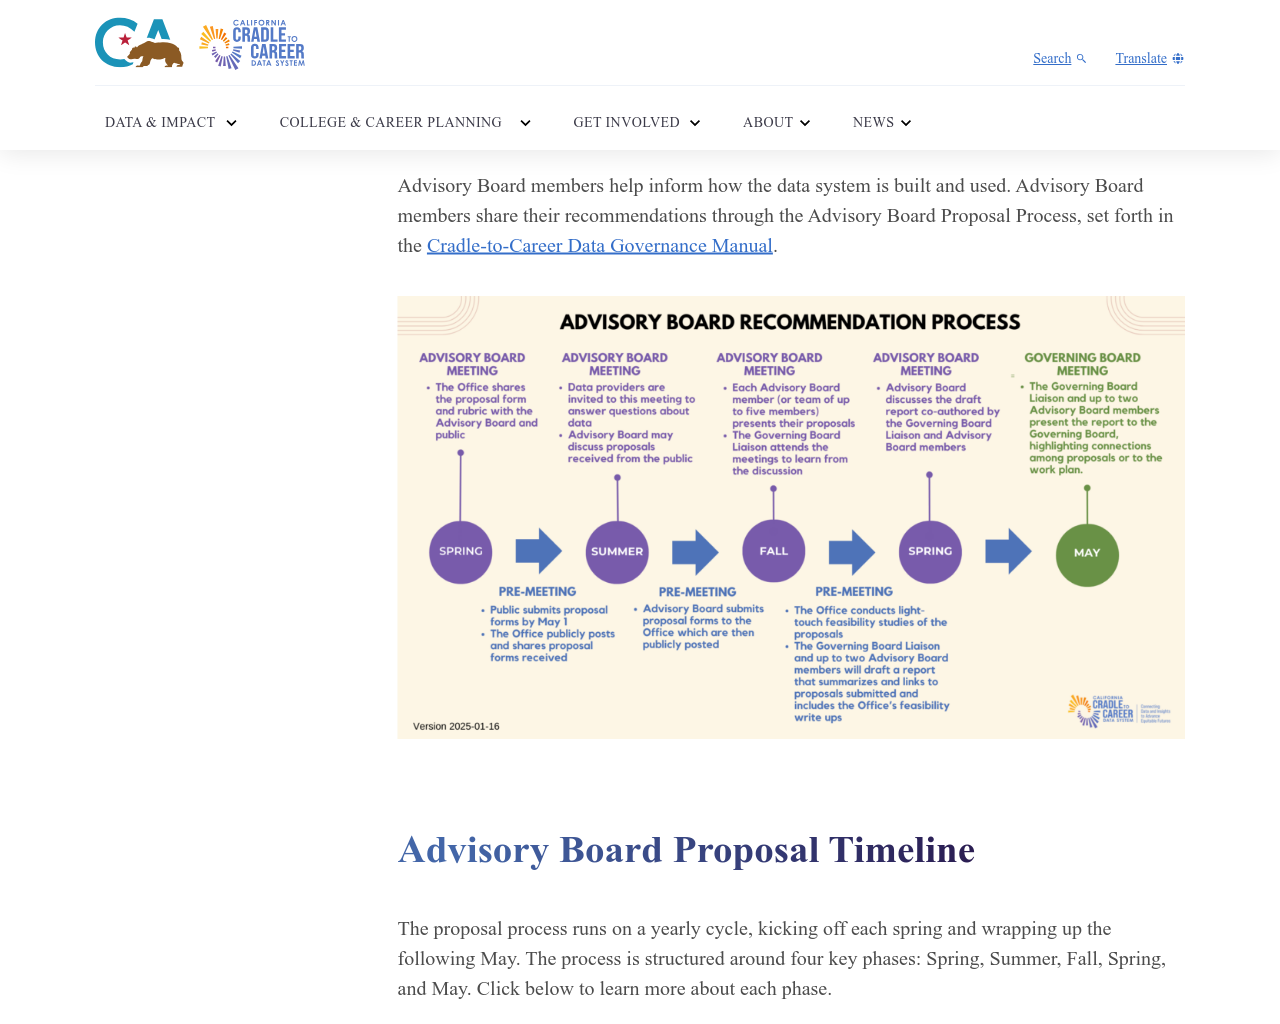 CALIFORNIA
CRADLE
TO
CAREER
DATA SYSTEM
Search
Translate
DATA & IMPACT
COLLEGE & CAREER PLANNING
GET INVOLVED
ABOUT
NEWS
Advisory Board members help inform how the data system is built and used. Advisory Board
members share their recommendations through the Advisory Board Proposal Process, set forth in
the Cradle-to-Career Data Governance Manual.
ADVISORY BOARD RECOMMENDATION PROCESS
ADVISORY BOARD
MEETING
• The Office shares
the proposal form
and rubric with the
Advisory Board and
public
ADVISORY BOARD
MEETING
• Data providers are
invited to this meeting to
answer questions about
data
• Advisory Board may
discuss proposals
received from the public
ADVISORY BOARD
MEETING
• Each Advisory Board
member (or team of up
to five members)
presents their proposals
• The Governing Board
Liaison attends the
meetings to learn from
the discussion
ADVISORY BOARD
MEETING
• Advisory Board
discusses the draft
report co-authored by
the Governing Board
Liaison and Advisory
Board members
GOVERNING BOARD
MEETING
• The Governing Board
Liaison and up to two
Advisory Board members
present the report to the
Governing Board,
highlighting connections
among proposals or to the
work plan.
SPRING
SUMMER
FALL
SPRING
MAY
PRE-MEETING
• Public submits proposal
forms by May 1
• The Office publicly posts
and shares proposal
forms received
PRE-MEETING
• Advisory Board submits
proposal forms to the
Office which are then
publicly posted
PRE-MEETING
• The Office conducts light-
touch feasibility studies of the
proposals
• The Governing Board Liaison
and up to two Advisory Board
members will draft a report
that summarizes and links to
proposals submitted and
includes the Office's feasibility
write ups
Version 2025-01-16
CALIFORNIA
CRADLE
TO
CAREER
DATA SYSTEM
Connecting
Data and Insights
to Advance
Equitable Futures
Advisory Board Proposal Timeline
The proposal process runs on a yearly cycle, kicking off each spring and wrapping up the
following May. The process is structured around four key phases: Spring, Summer, Fall, Spring,
and May. Click below to learn more about each phase.